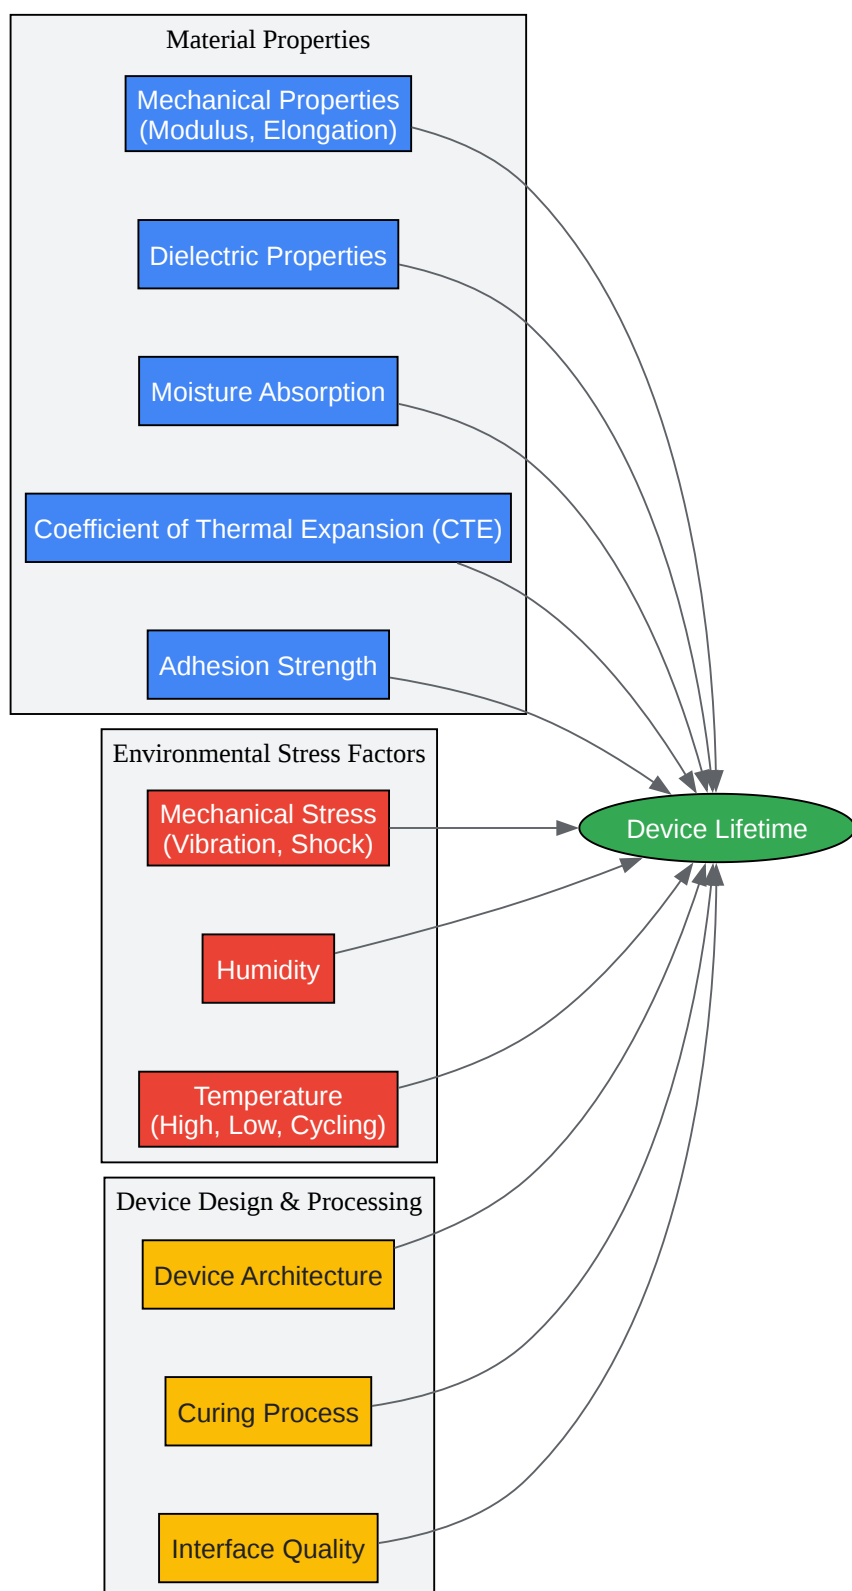 Material Properties
Mechanical Properties
(Modulus, Elongation)
Dielectric Properties
Moisture Absorption
Coefficient of Thermal Expansion (CTE)
Adhesion Strength
Environmental Stress Factors
Mechanical Stress
(Vibration, Shock)
Device Lifetime
Humidity
Temperature
(High, Low, Cycling)
Device Design & Processing
Device Architecture
Curing Process
Interface Quality